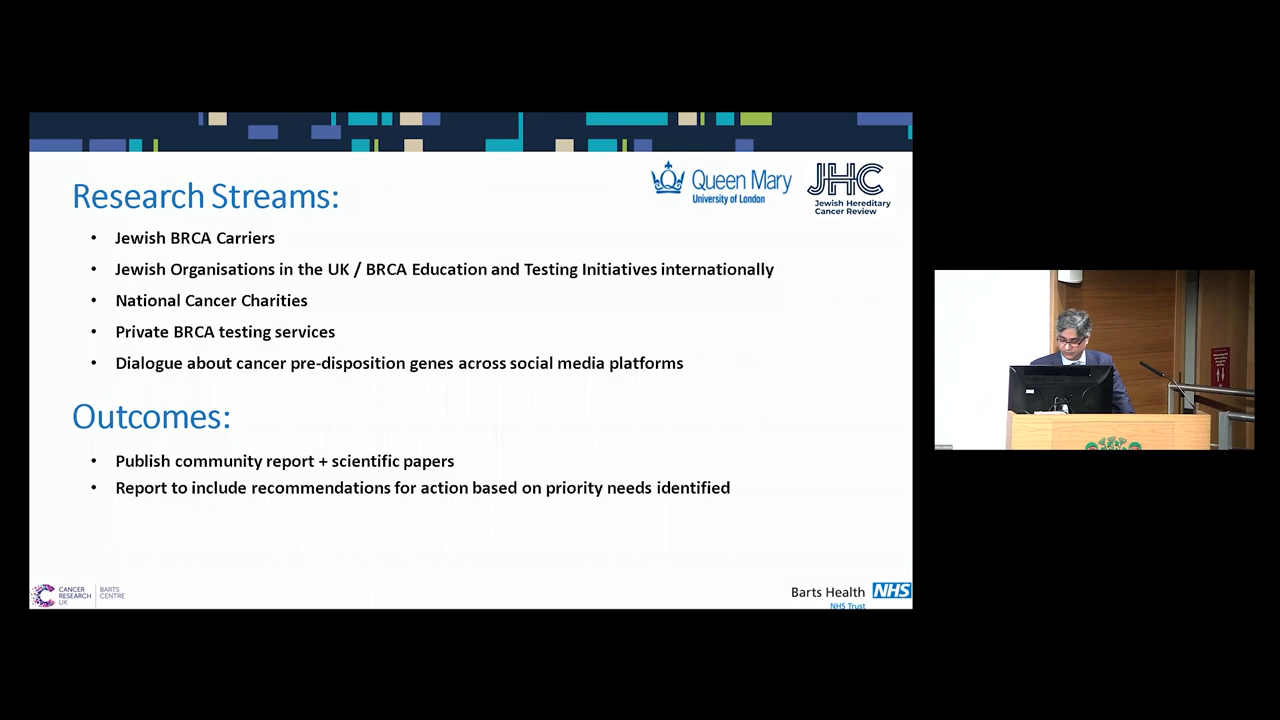 Queen Mary
University of London
JHC
Jewish Hereditary
Cancer Review
Research Streams:
• Jewish BRCA Carriers
• Jewish Organisations in the UK / BRCA Education and Testing Initiatives internationally
• National Cancer Charities
• Private BRCA testing services
• Dialogue about cancer pre-disposition genes across social media platforms
Outcomes:
• Publish community report + scientific papers
• Report to include recommendations for action based on priority needs identified
CANCER
RESEARCH
UK
BARTS
CENTRE
Barts Health NHS
NHS Trust